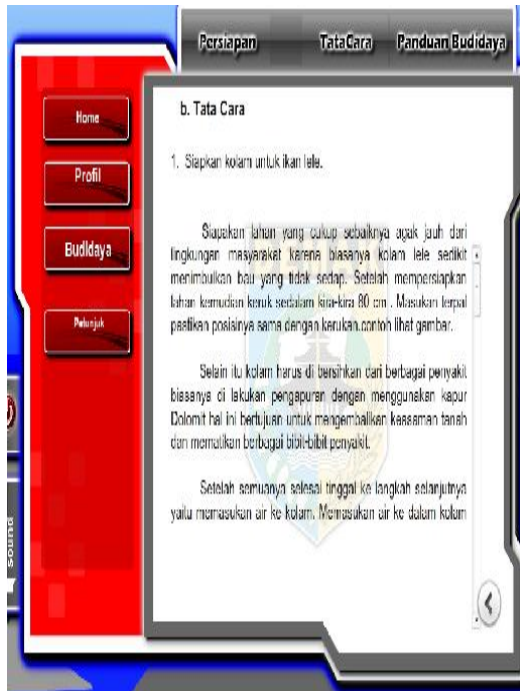 Persiapan TataCara Panduan Budidaya
Home
Profil
Budidaya
Petunjuk
sound
b. Tata Cara
1. Siapkan kolam untuk ikan lele.
Siapakan lahan yang cukup sebaiknya agak jauh dari
lingkungan masyarakat karena biasanya kolam lele sedikit
menimbulkan bau yang tidak sedap. Setelah mempersiapkan
lahan kemudian keruk sedalam kira-kira 80 cm . Masukan terpal
pastikan posisinya sama dengan kerukan.contoh lihat gambar.
Selain itu kolam harus di bersihkan dari berbagai penyakit
biasanya di lakukan pengapuran dengan menggunakan kapur
Dolomit hal ini bertujuan untuk mengembalikan keasaman tanah
dan mematikan berbagai bibit-bibit penyakit.
Setelah semuanya selesai tinggal ke langkah selanjutnya
yaitu memasukan air ke kolam. Memasukan air ke dalam kolam